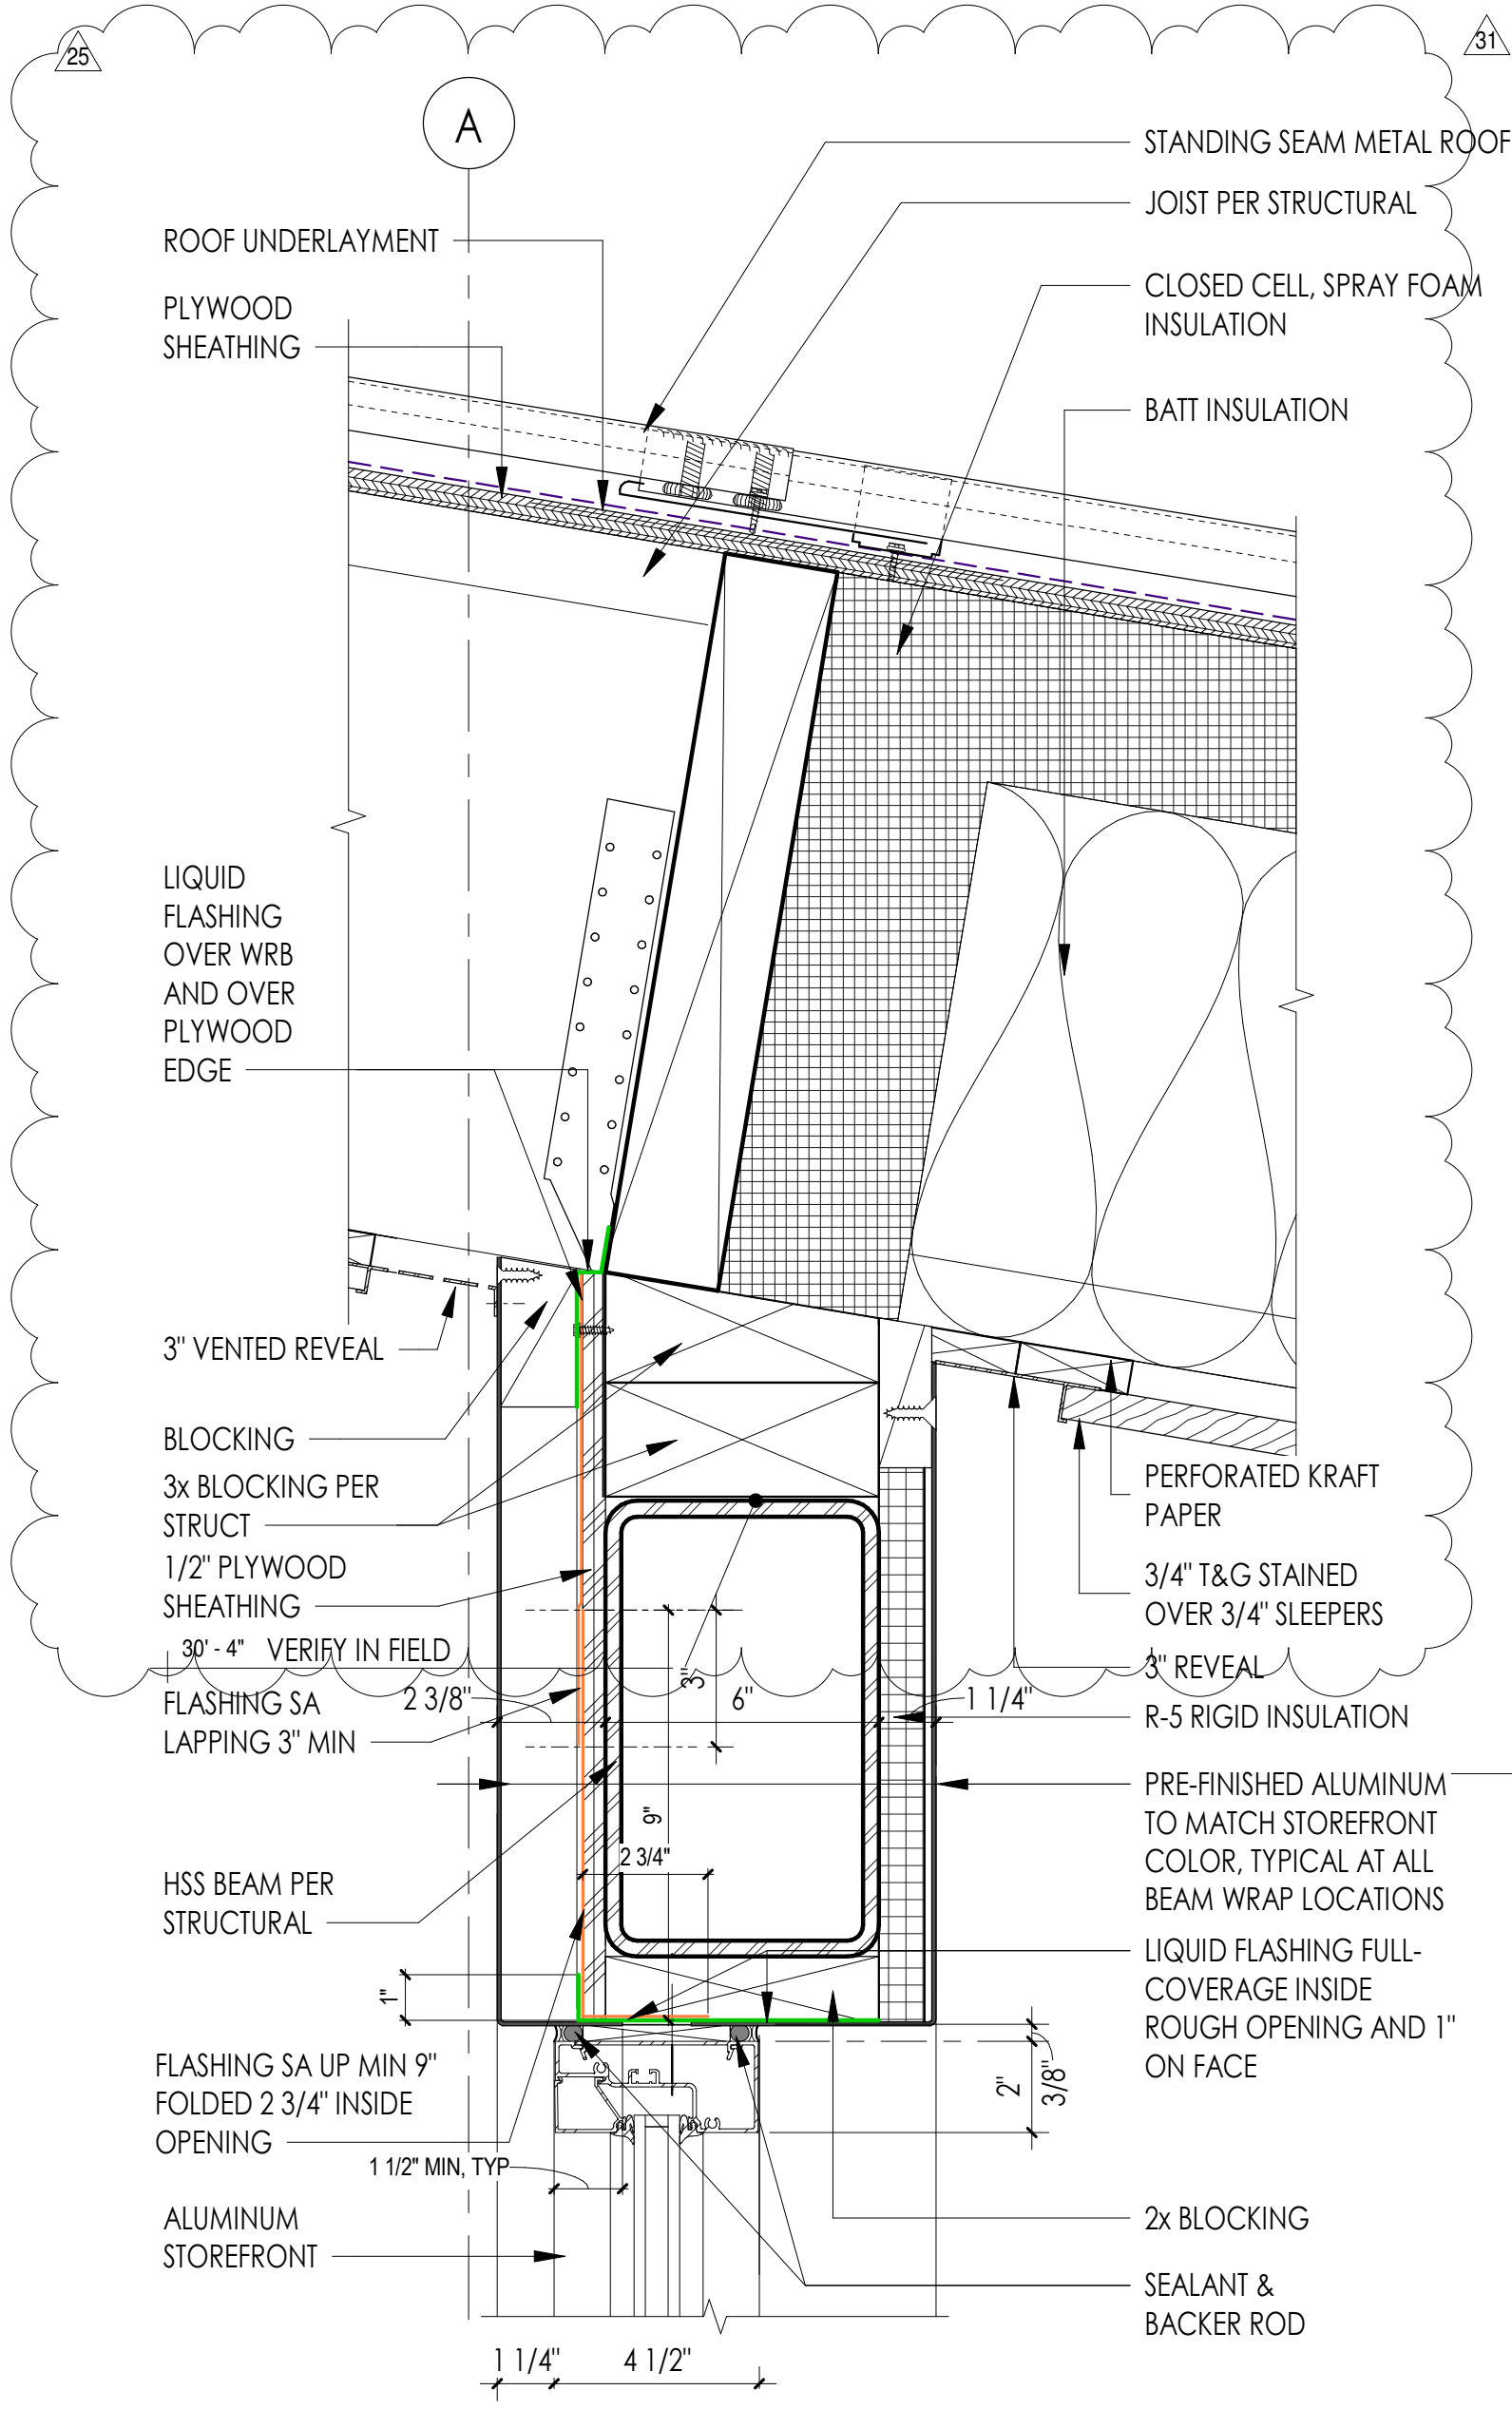 25
31
A
STANDING SEAM METAL ROOF
JOIST PER STRUCTURAL
ROOF UNDERLAYMENT
CLOSED CELL, SPRAY FOAM
INSULATION
PLYWOOD
SHEATHING
BATT INSULATION
LIQUID
FLASHING
OVER WRB
AND OVER
PLYWOOD
EDGE
3" VENTED REVEAL
BLOCKING
3x BLOCKING PER
STRUCT
1/2" PLYWOOD
SHEATHING
30' - 4" VERIFY IN FIELD
FLASHING SA
LAPPING 3" MIN
2 3/8"
3"
6"
1 1/4"
PERFORATED KRAFT
PAPER
3/4" T&G STAINED
OVER 3/4" SLEEPERS
3" REVEAL
R-5 RIGID INSULATION
PRE-FINISHED ALUMINUM
TO MATCH STOREFRONT
COLOR, TYPICAL AT ALL
BEAM WRAP LOCATIONS
9"
2 3/4"
HSS BEAM PER
STRUCTURAL
LIQUID FLASHING FULL-
COVERAGE INSIDE
ROUGH OPENING AND 1"
ON FACE
1"
FLASHING SA UP MIN 9"
FOLDED 2 3/4" INSIDE
OPENING
2"
3/8"
1 1/2" MIN, TYP
ALUMINUM
STOREFRONT
2x BLOCKING
SEALANT &
BACKER ROD
1 1/4"
4 1/2"